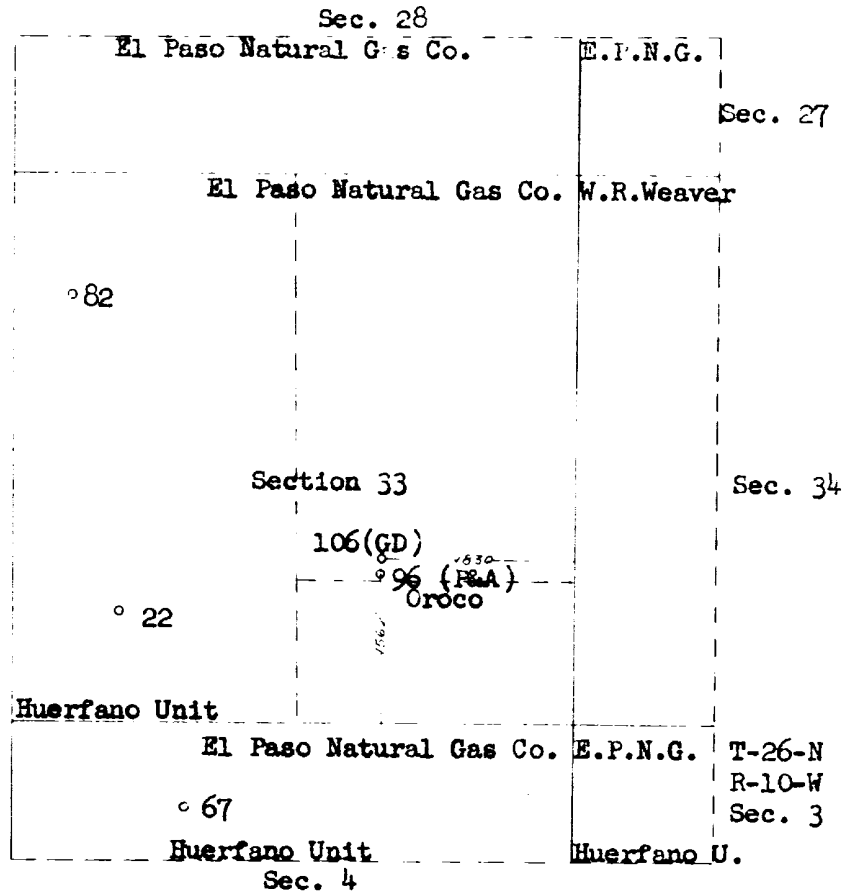 Sec. 28
El Paso Natural Gas Co. E.P.N.G.
Sec. 27
El Paso Natural Gas Co. W.R.Weaver
82
Section 33
Sec. 34
106(GD)
1830
96 (P&A)
Oroco
22
Huerfano Unit
El Paso Natural Gas Co. E.P.N.G. T-26-N
R-10-W
67
Sec. 3
Huerfano Unit Huerfano U.
Sec. 4